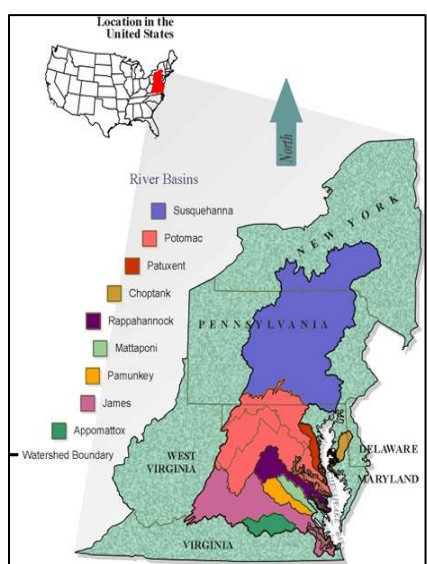 Location in the
United States
North
River Basins
Susquehanna
Potomac
Patuxent
Choptank
Rappahannock
Mattaponi
Pamunkey
James
Appomattox
Watershed Boundary
NEW YORK
PENNSYLVANIA
WEST
VIRGINIA
DELAWARE
MARYLAND
VIRGINIA